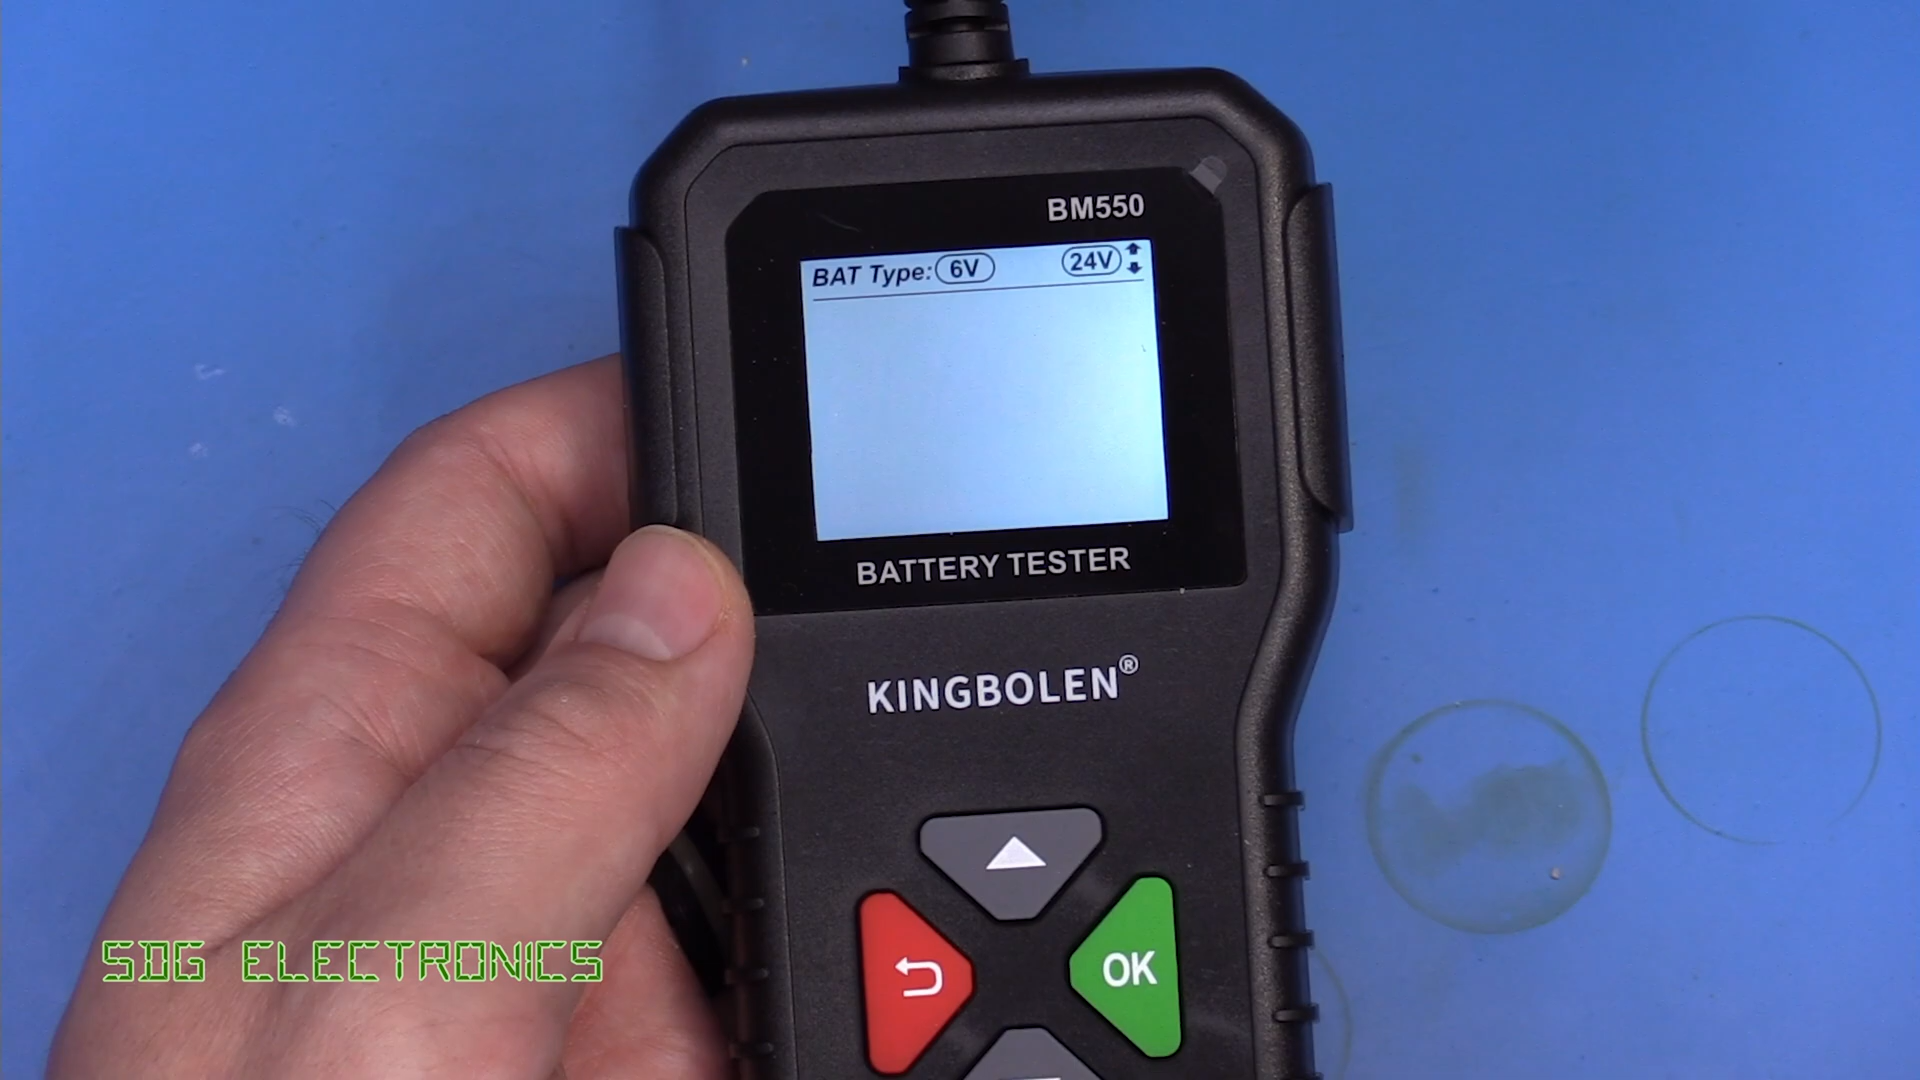 BM550
BAT Type: 6V 24V
BATTERY TESTER
KINGBOLEN®
OK
SDG ELECTRONICS